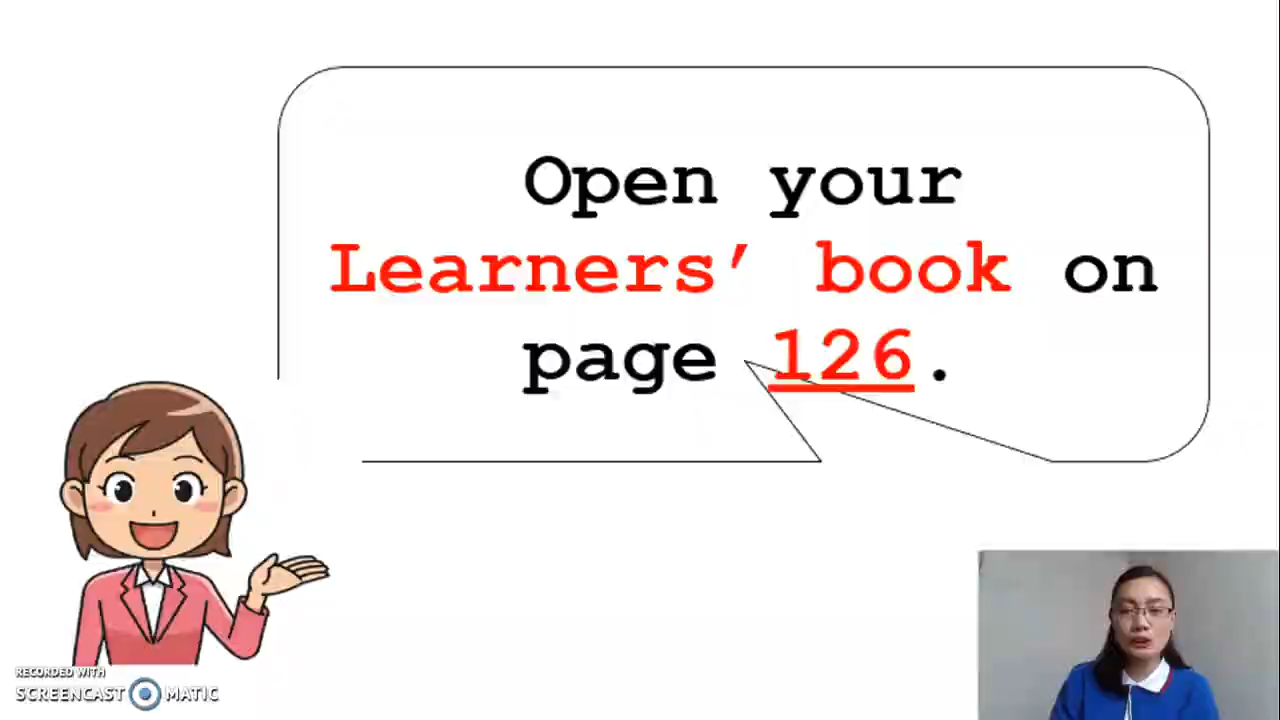 Open your
Learners’ book on
page 126.
RECORDED WITH
SCREENCAST MATIC